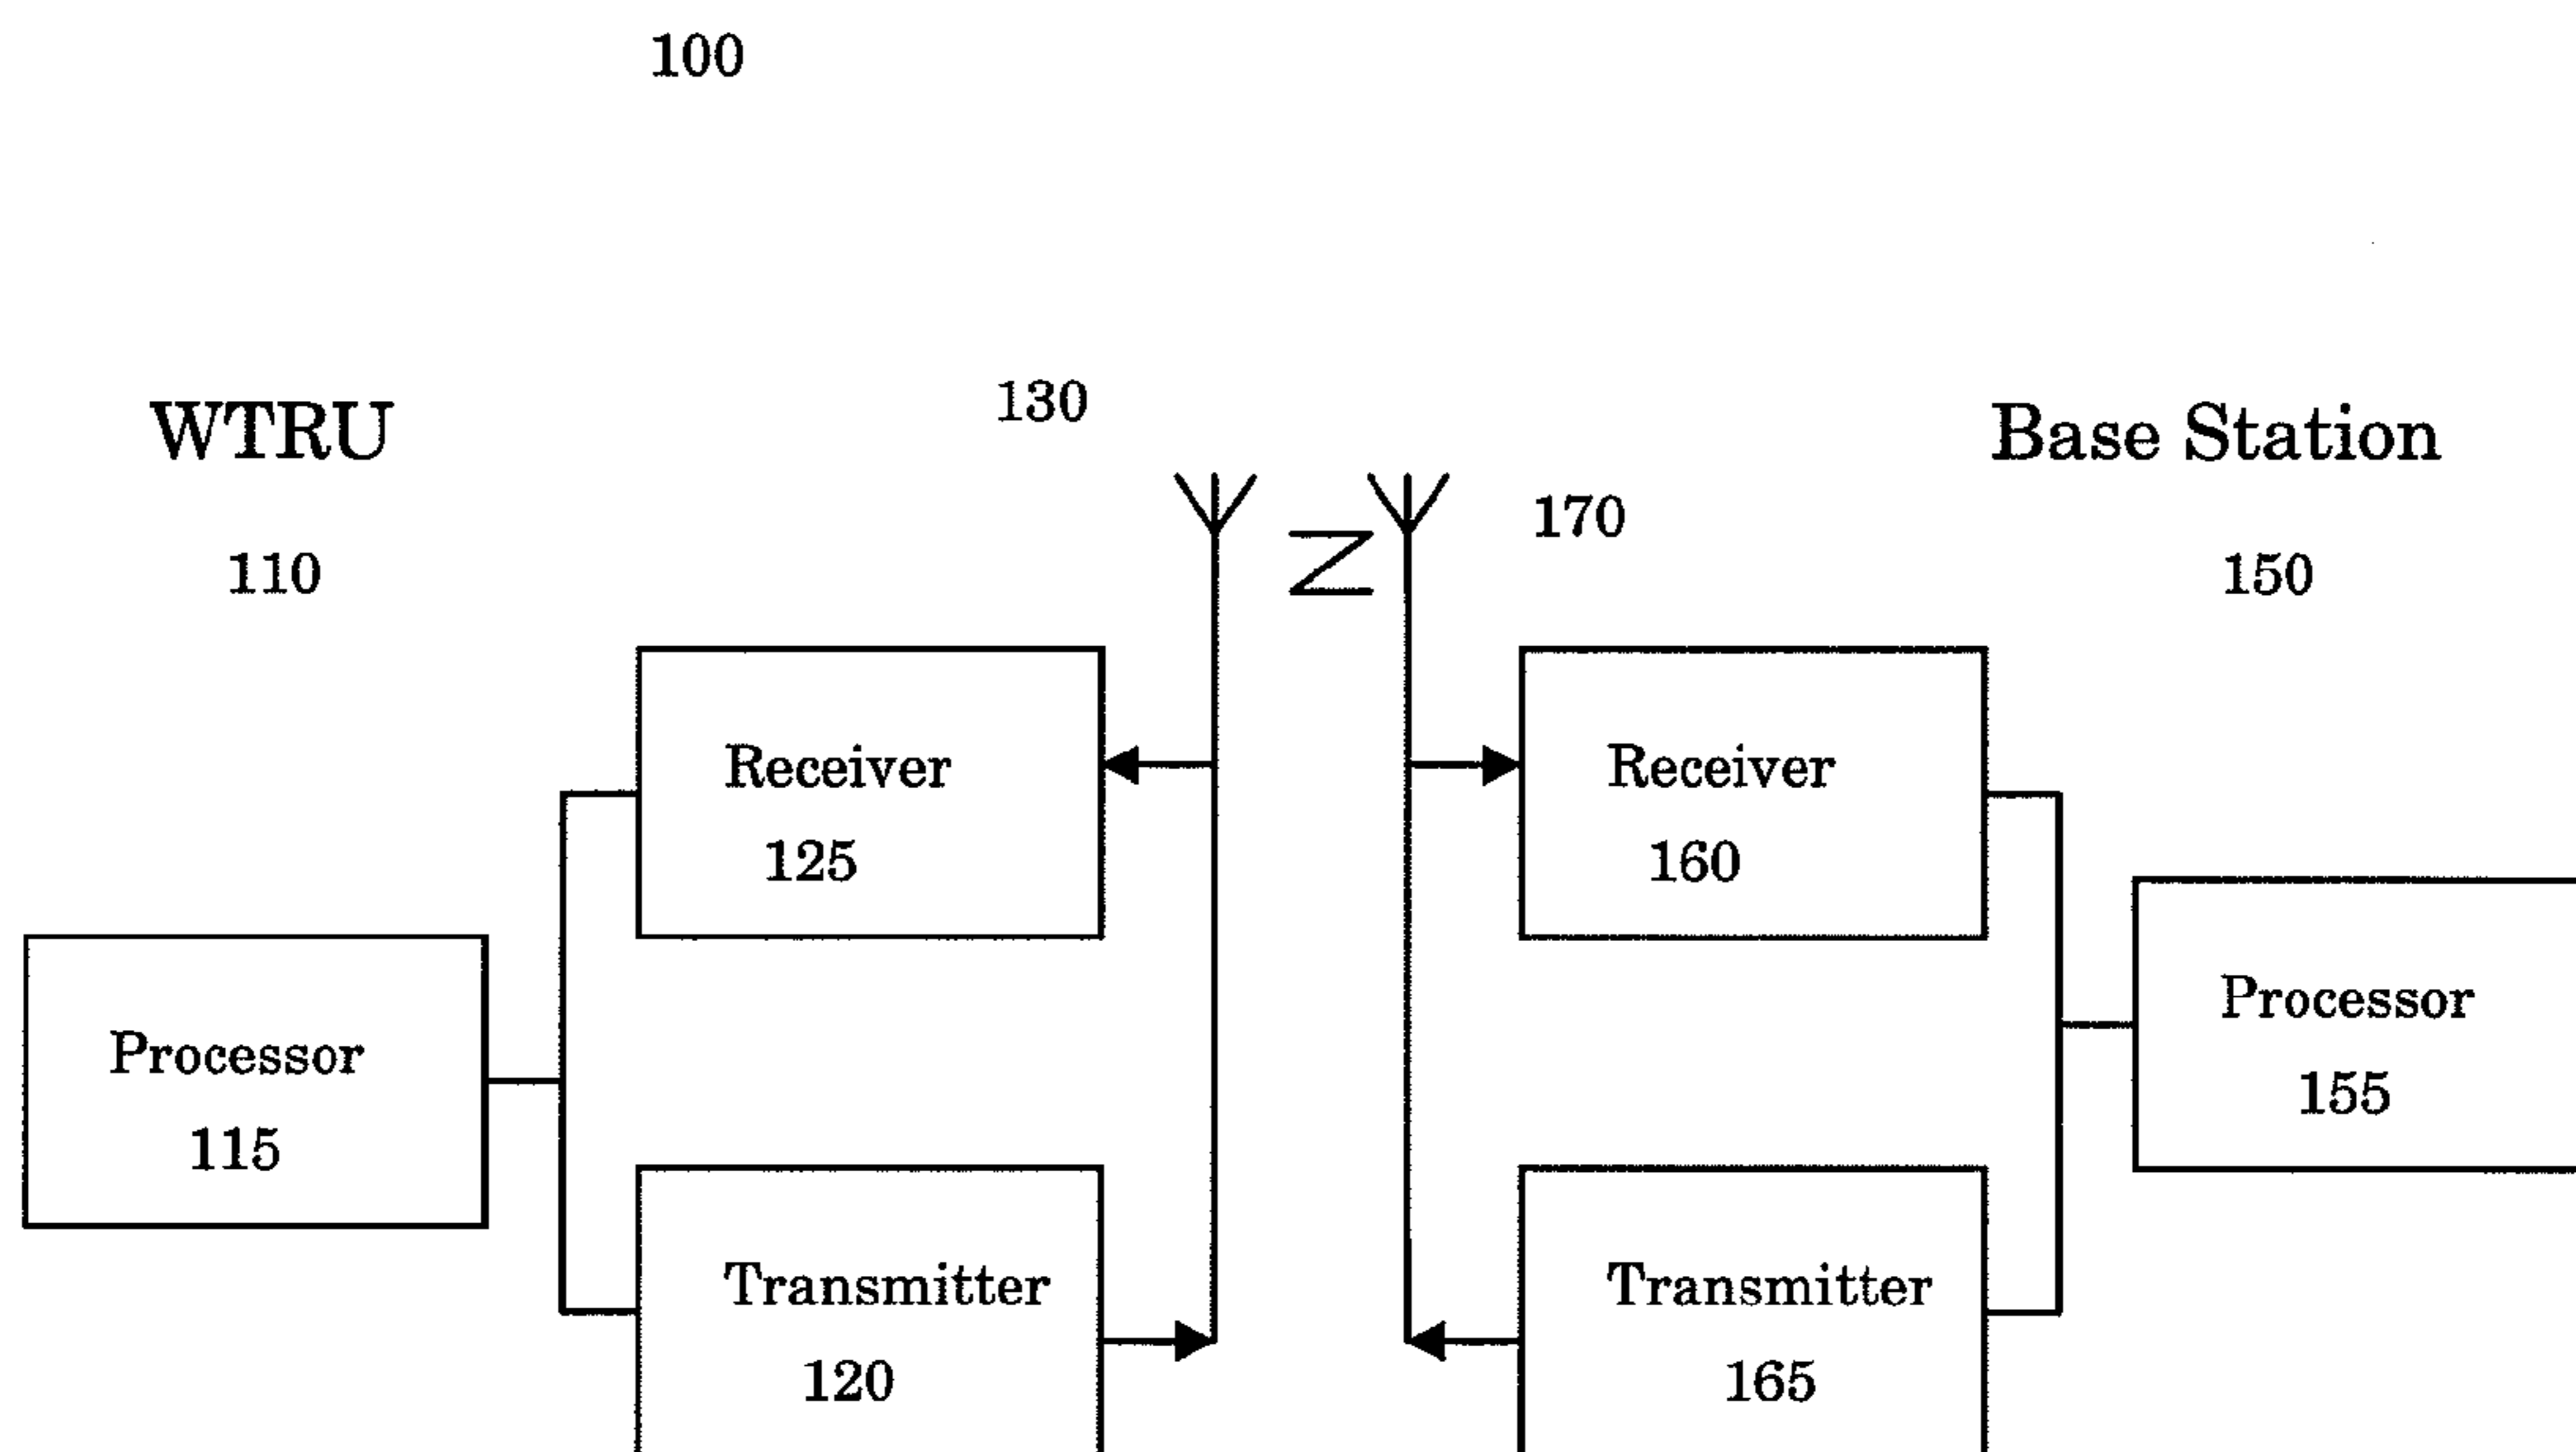 100
WTRU
110
130
170
Base Station
150
Receiver
125
Receiver
160
Processor
115
Processor
155
Transmitter
120
Transmitter
165